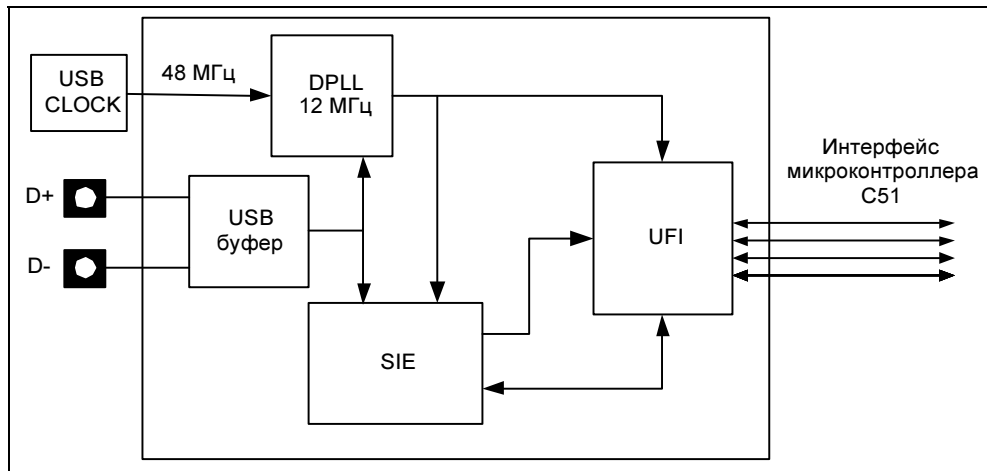 USB
CLOCK
48 МГц
DPLL
12 МГц
D+
USB
буфер
D-
SIE
UFI
Интерфейс
микроконтроллера
C51